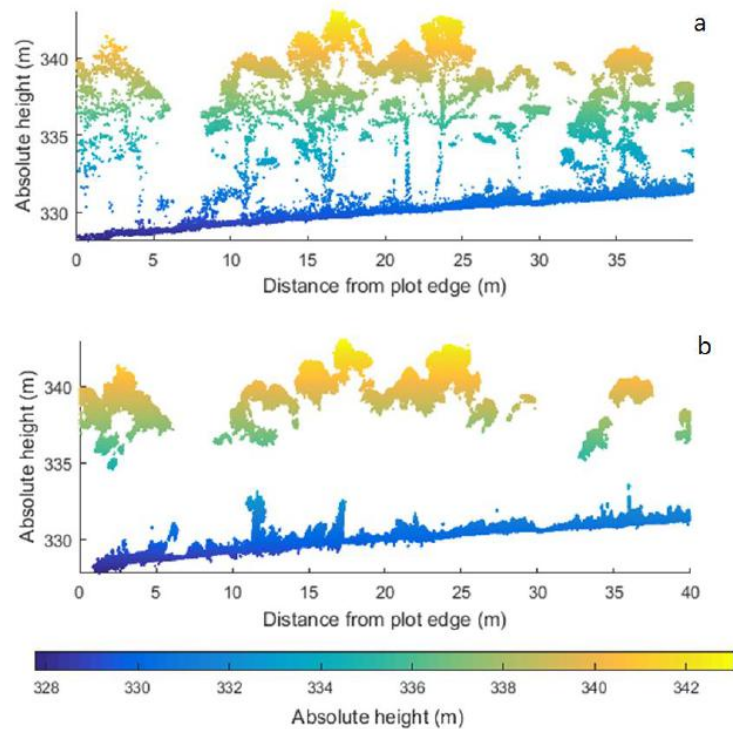 a
340
335
330
0 5 10 15 20 25 30 35
Absolute height (m)
Distance from plot edge (m)
b
340
335
330
0 5 10 15 20 25 30 35 40
Absolute height (m)
Distance from plot edge (m)
328 330 332 334 336 338 340 342
Absolute height (m)